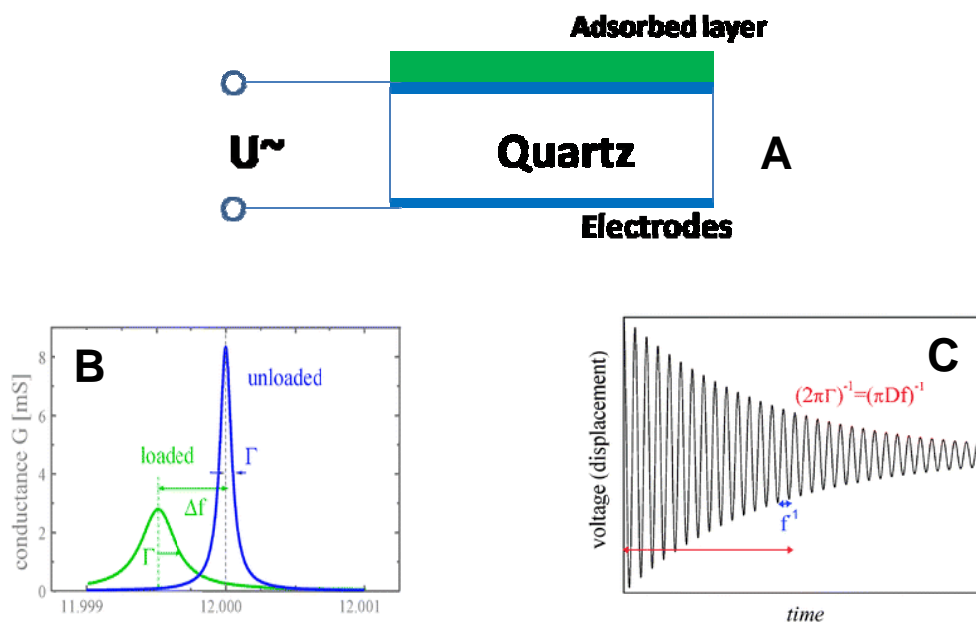 Adsorbed layer
U~
Quartz
A
Electrodes
B
conductance G [mS]
8
6
4
2
0
unloaded
loaded
Γ
Δf
Γ
11.999
12.000
12.001
C
voltage (displacement)
(2πΓ)⁻¹=(πDf)⁻¹
f⁻¹
time